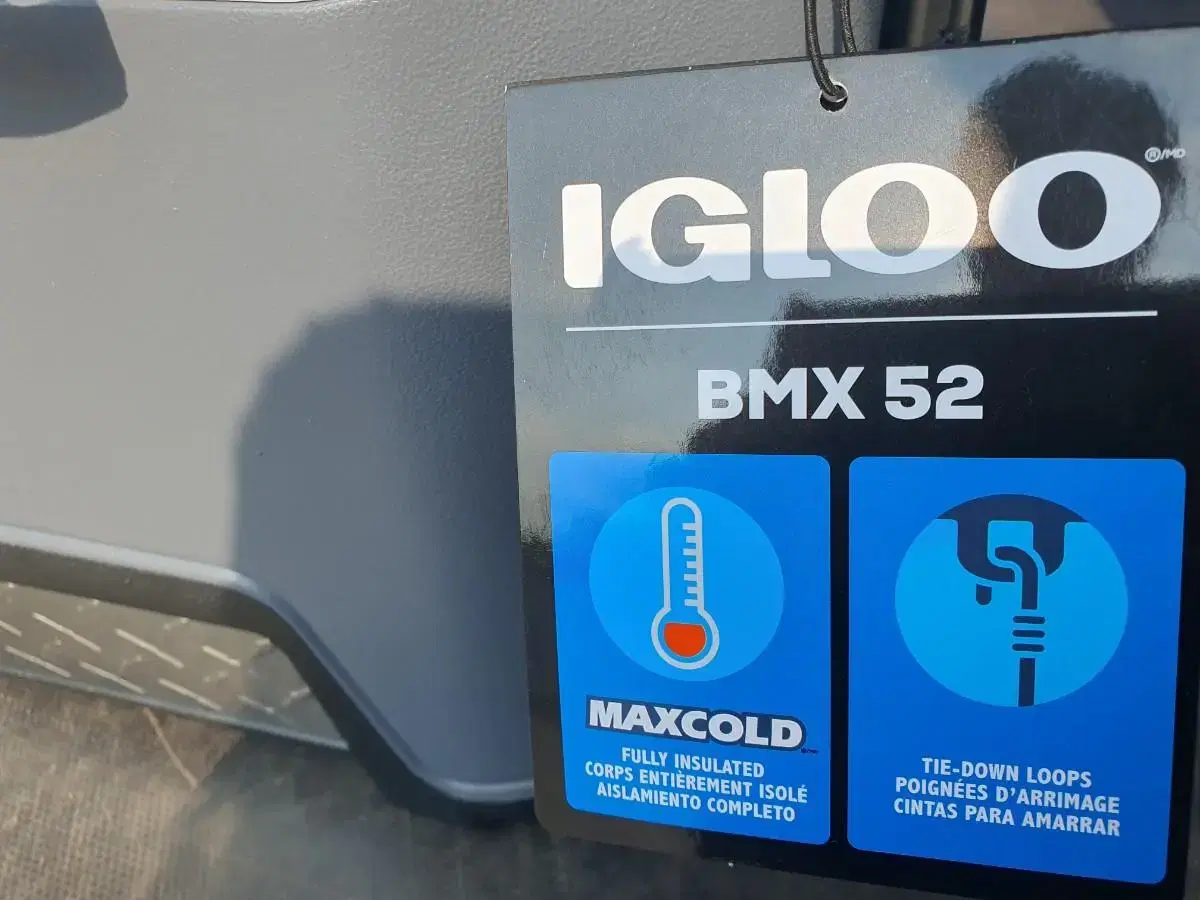 IGLOO ®/MD
BMX 52
MAXCOLD
FULLY INSULATED
CORPS ENTIÈREMENT ISOLÉ
AISLAMIENTO COMPLETO
TIE-DOWN LOOPS
POIGNÉES D'ARRIMAGE
CINTAS PARA AMARRAR